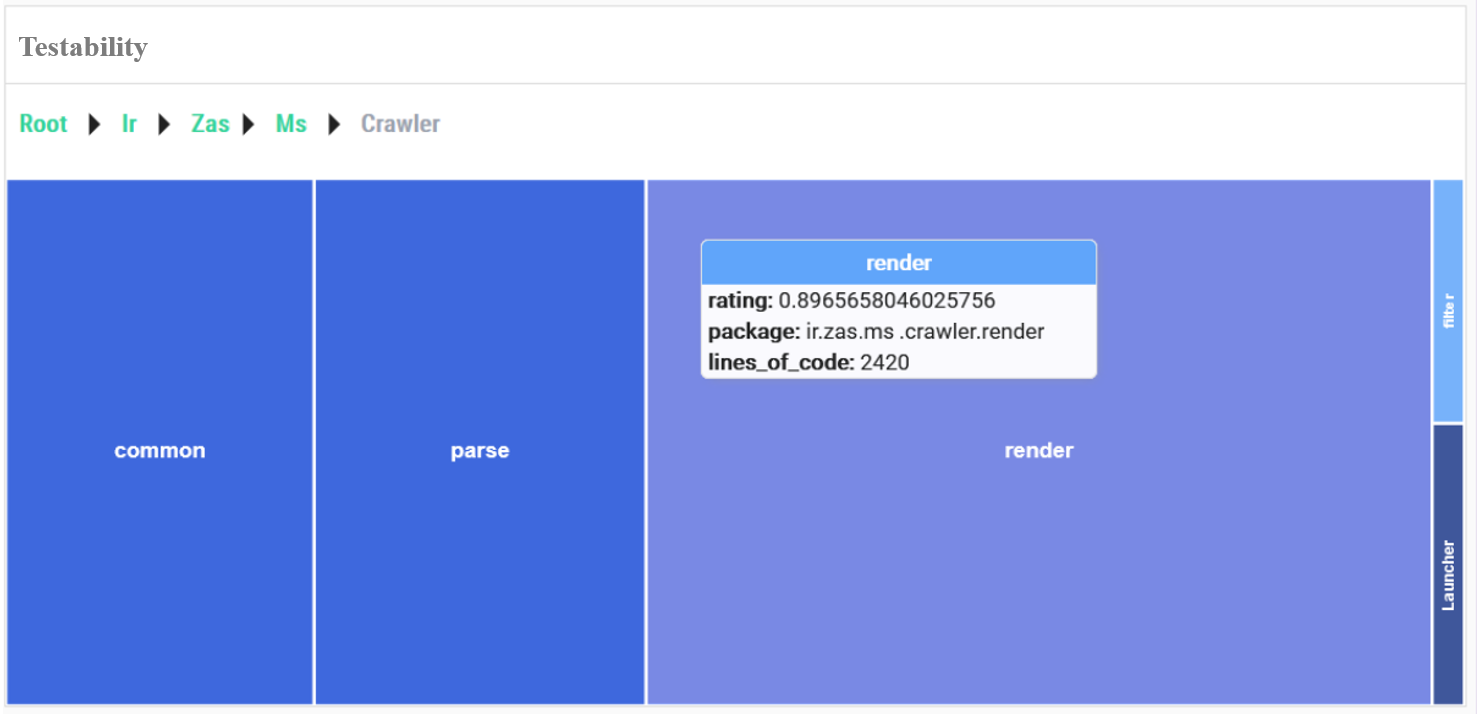 Testability
Root Ir Zas Ms Crawler
render
rating: 0.8965658046025756
package: ir.zas.ms .crawler.render
lines_of_code: 2420
common
parse
render
filter
Launcher